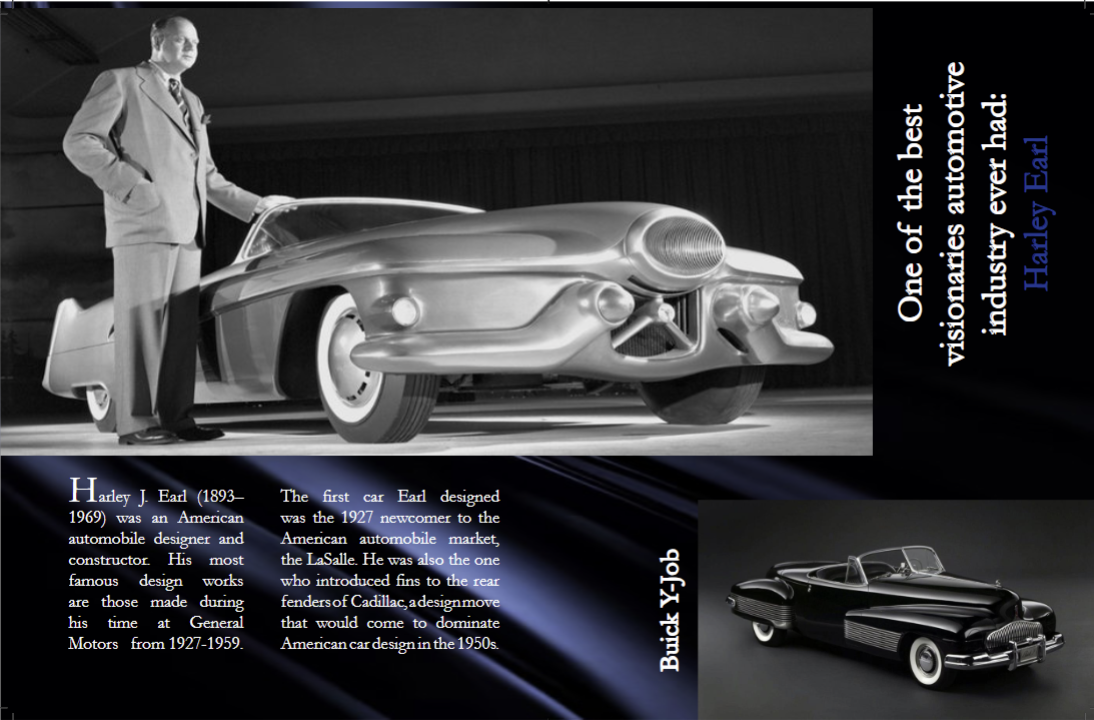 One of the best
visionaries automotive
industry ever had:
Harley Earl
Harley J. Earl (1893–
1969) was an American
automobile designer and
constructor. His most
famous design works
are those made during
his time at General
Motors from 1927-1959.
The first car Earl designed
was the 1927 newcomer to the
American automobile market,
the LaSalle. He was also the one
who introduced fins to the rear
fenders of Cadillac, a design move
that would come to dominate
American car design in the 1950s.
Buick Y-Job